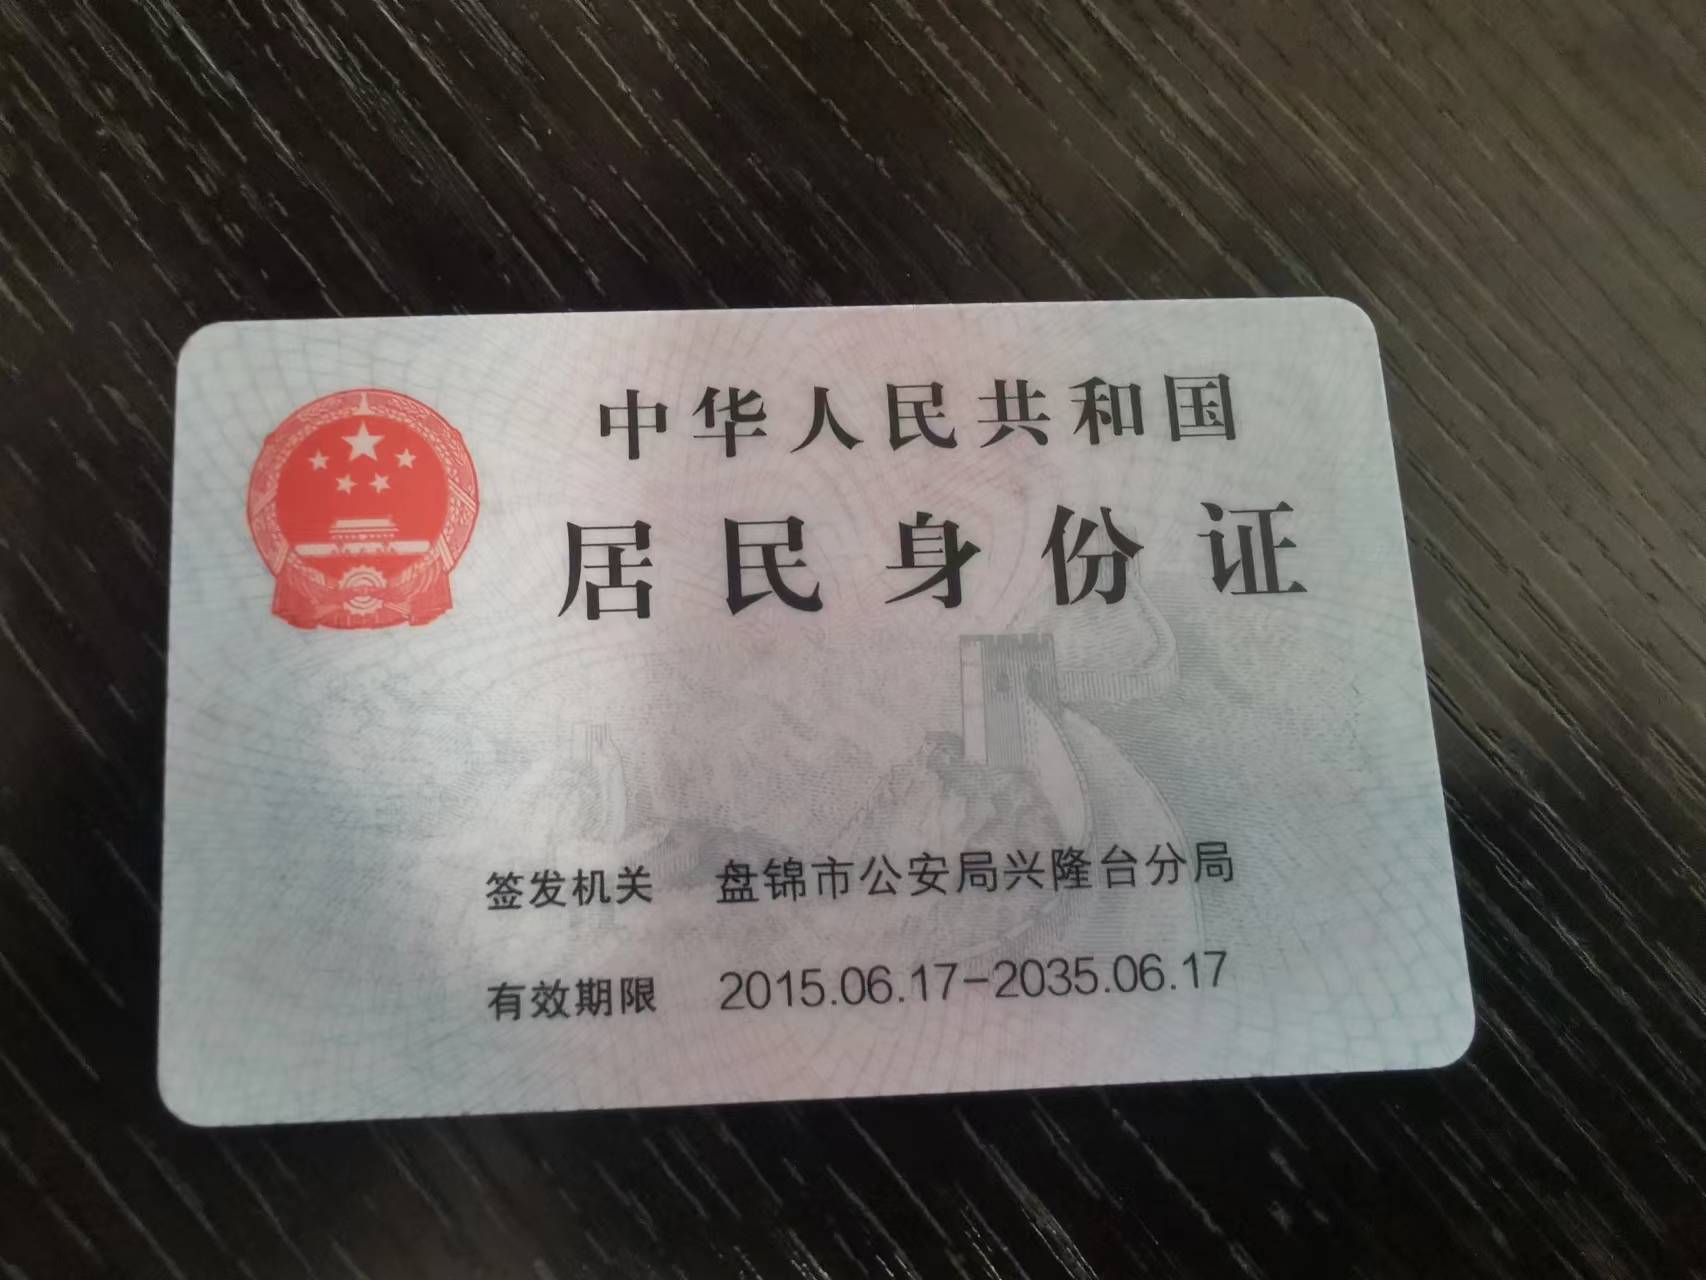 中华人民共和国
居民身份证
签发机关 盘锦市公安局兴隆台分局
有效期限 2015.06.17-2035.06.17